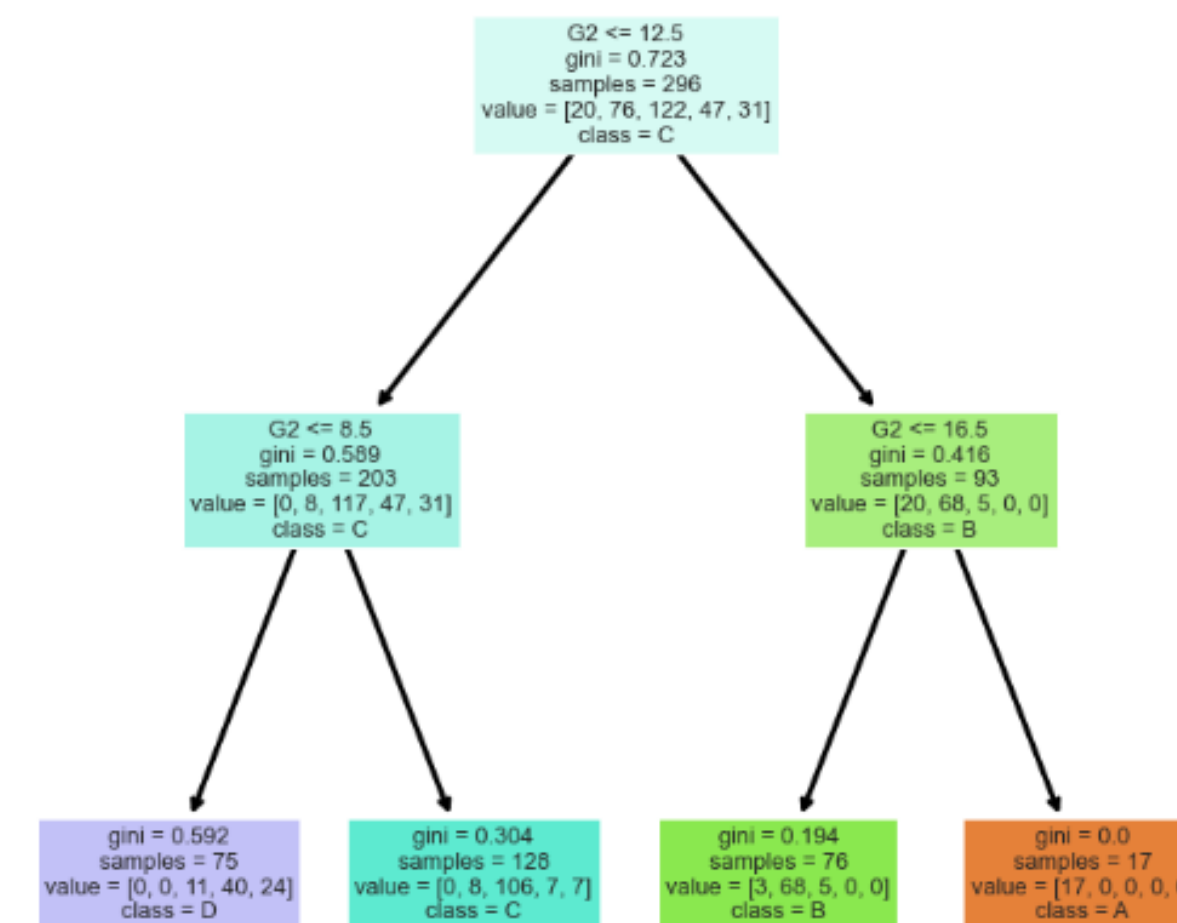 G2 <= 12.5
gini = 0.723
samples = 296
value = [20, 76, 122, 47, 31]
class = C
G2 <= 8.5
gini = 0.589
samples = 203
value = [0, 8, 117, 47, 31]
class = C
G2 <= 16.5
gini = 0.416
samples = 93
value = [20, 68, 5, 0, 0]
class = B
gini = 0.592
samples = 75
value = [0, 0, 11, 40, 24]
class = D
gini = 0.304
samples = 128
value = [0, 8, 106, 7, 7]
class = C
gini = 0.194
samples = 76
value = [3, 68, 5, 0, 0]
class = B
gini = 0.0
samples = 17
value = [17, 0, 0, 0,
class = A